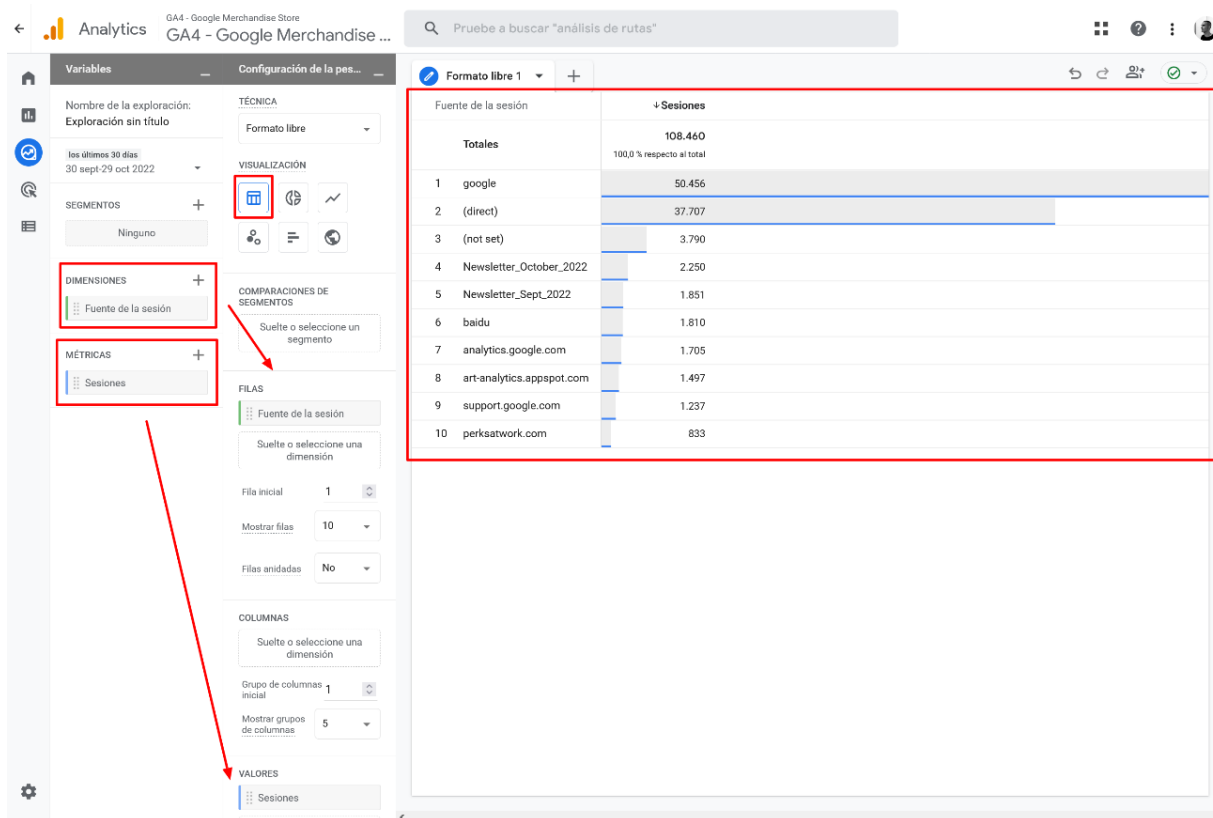 Analytics
GA4 - Google Merchandise Store
GA4 - Google Merchandise ...
Pruebe a buscar "análisis de rutas"
Variables
Nombre de la exploración:
Exploración sin título
los últimos 30 días
30 sept-29 oct 2022
SEGMENTOS
Ninguno
DIMENSIONES
Fuente de la sesión
MÉTRICAS
Sesiones
Configuración de la pes...
TÉCNICA
Formato libre
VISUALIZACIÓN
COMPARACIONES DE
SEGMENTOS
Suelte o seleccione un
segmento
FILAS
Fuente de la sesión
Suelte o seleccione una
dimensión
Fila inicial 1
Mostrar filas 10
Filas anidadas No
COLUMNAS
Suelte o seleccione una
dimensión
Grupo de columnas
inicial 1
Mostrar grupos
de columnas 5
VALORES
Sesiones
Formato libre 1
Fuente de la sesión ↓Sesiones
Totales 108.460
100,0 % respecto al total
1 google 50.456
2 (direct) 37.707
3 (not set) 3.790
4 Newsletter_October_2022 2.250
5 Newsletter_Sept_2022 1.851
6 baidu 1.810
7 analytics.google.com 1.705
8 art-analytics.appspot.com 1.497
9 support.google.com 1.237
10 perksatwork.com 833